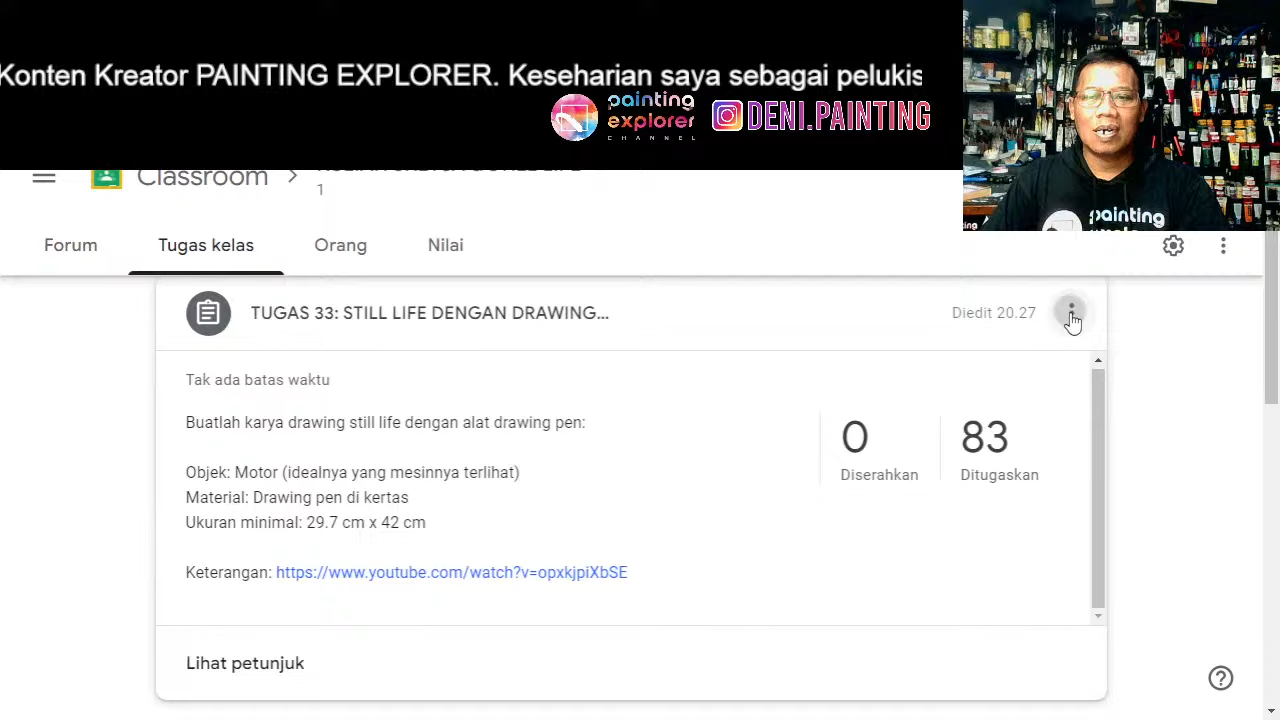 Konten Kreator PAINTING EXPLORER. Keseharian saya sebagai pelukis
painting
explorer
CHANNEL
DENI.PAINTING
painting
Classroom
1
Forum
Tugas kelas
Orang
Nilai
TUGAS 33: STILL LIFE DENGAN DRAWING...
Diedit 20.27
Tak ada batas waktu
Buatlah karya drawing still life dengan alat drawing pen:
0
83
Diserahkan
Ditugaskan
Objek: Motor (idealnya yang mesinnya terlihat)
Material: Drawing pen di kertas
Ukuran minimal: 29.7 cm x 42 cm
Keterangan: https://www.youtube.com/watch?v=opxkjpiXbSE
Lihat petunjuk